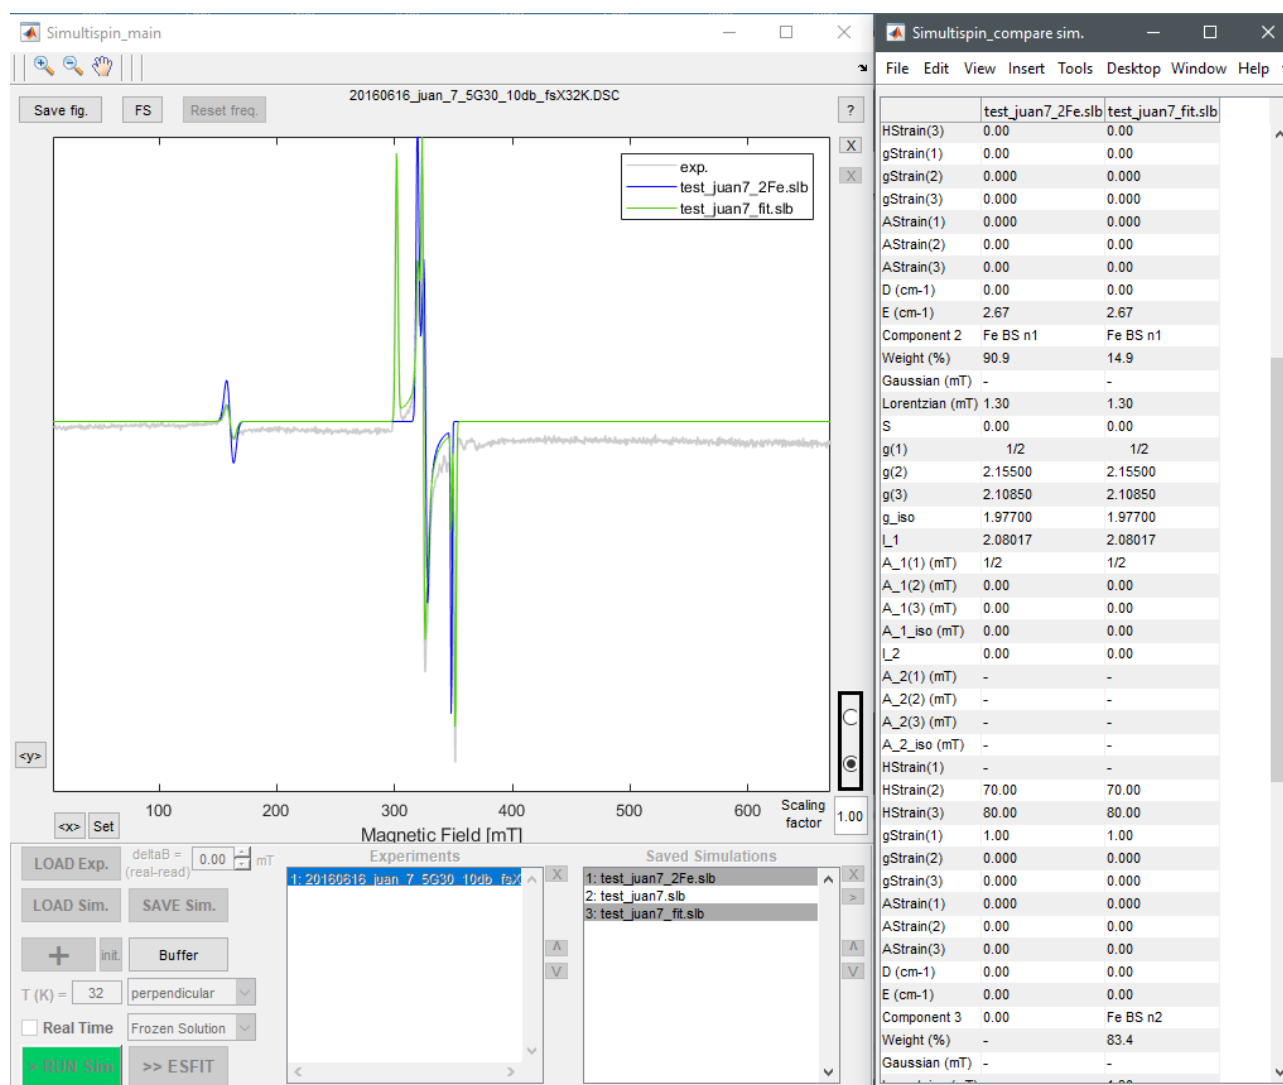 Simultispin_main
Save fig.
FS
Reset freq.
20160616_juan_7_5G30_10db_fsX32K.DSC
?
X
X
exp.
test_juan7_2Fe.slb
test_juan7_fit.slb
<y>
100
200
300
400
500
600
Scaling factor
1.00
<x>
Set
Magnetic Field [mT]
LOAD Exp.
deltaB =
(real-read)
0.00
mT
Experiments
Saved Simulations
1: 20160616_juan_7_5G30_10db_fsX
X
1: test_juan7_2Fe.slb
2: test_juan7.slb
3: test_juan7_fit.slb
X
>
LOAD Sim.
SAVE Sim.
+
init.
Buffer
Λ
V
Λ
V
T (K) =
32
perpendicular
Real Time
Frozen Solution
> RUN Sim
>> ESFIT
Simultispin_compare sim.
File Edit View Insert Tools Desktop Window Help
test_juan7_2Fe.slb test_juan7_fit.slb
HStrain(3) 0.00 0.00
gStrain(1) 0.00 0.00
gStrain(2) 0.000 0.000
gStrain(3) 0.000 0.000
AStrain(1) 0.000 0.000
AStrain(2) 0.00 0.00
AStrain(3) 0.00 0.00
D (cm-1) 0.00 0.00
E (cm-1) 2.67 2.67
Component 2 Fe BS n1 Fe BS n1
Weight (%) 90.9 14.9
Gaussian (mT) - -
Lorentzian (mT) 1.30 1.30
S 0.00 0.00
g(1) 1/2 1/2
g(2) 2.15500 2.15500
g(3) 2.10850 2.10850
g_iso 1.97700 1.97700
I_1 2.08017 2.08017
A_1(1) (mT) 1/2 1/2
A_1(2) (mT) 0.00 0.00
A_1(3) (mT) 0.00 0.00
A_1_iso (mT) 0.00 0.00
I_2 0.00 0.00
A_2(1) (mT) - -
A_2(2) (mT) - -
A_2(3) (mT) - -
A_2_iso (mT) - -
HStrain(1) - -
HStrain(2) 70.00 70.00
HStrain(3) 80.00 80.00
gStrain(1) 1.00 1.00
gStrain(2) 0.000 0.000
gStrain(3) 0.000 0.000
AStrain(1) 0.000 0.000
AStrain(2) 0.00 0.00
AStrain(3) 0.00 0.00
D (cm-1) 0.00 0.00
E (cm-1) 0.00 0.00
Component 3 0.00 Fe BS n2
Weight (%) - 83.4
Gaussian (mT) - -